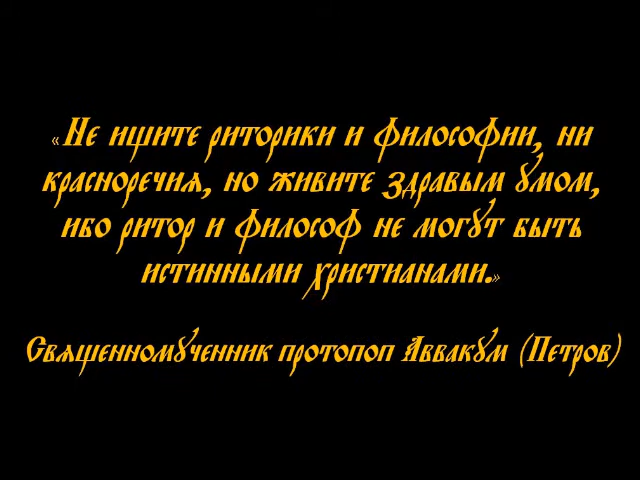 «Не ищите риторики и философии, ни
красноречия, но живите здравым умом,
ибо ритор и философ не могут быть
истинными христианами.»
Священномученник протопоп Аввакум (Петров)